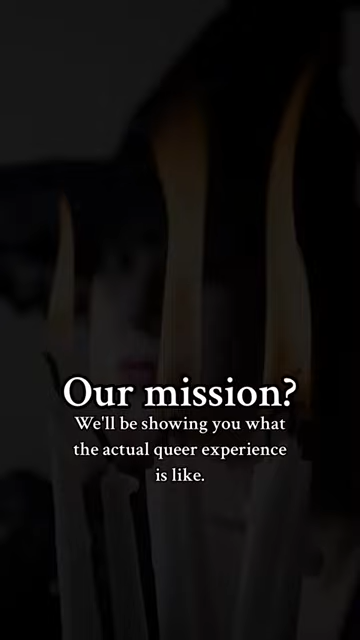 Our mission?
We'll be showing you what
the actual queer experience
is like.